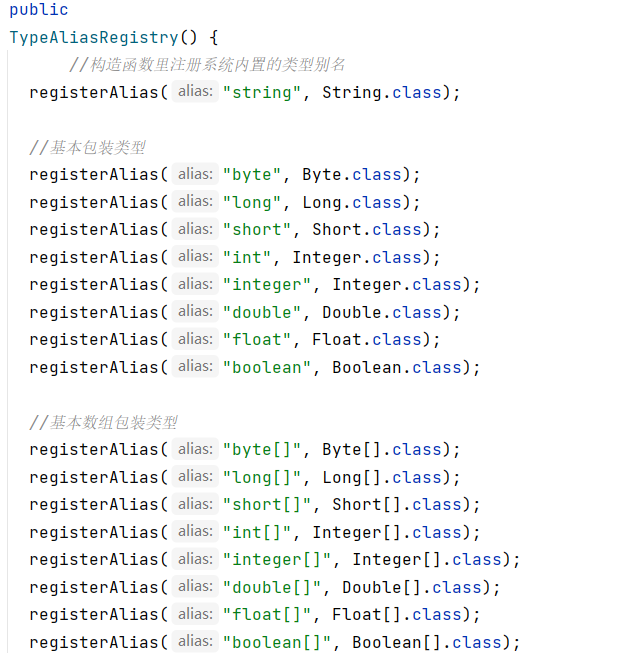 public
TypeAliasRegistry() {
//构造函数里注册系统内置的类型别名
registerAlias( alias: "string", String.class);
//基本包装类型
registerAlias( alias: "byte", Byte.class);
registerAlias( alias: "long", Long.class);
registerAlias( alias: "short", Short.class);
registerAlias( alias: "int", Integer.class);
registerAlias( alias: "integer", Integer.class);
registerAlias( alias: "double", Double.class);
registerAlias( alias: "float", Float.class);
registerAlias( alias: "boolean", Boolean.class);
//基本数组包装类型
registerAlias( alias: "byte[]", Byte[].class);
registerAlias( alias: "long[]", Long[].class);
registerAlias( alias: "short[]", Short[].class);
registerAlias( alias: "int[]", Integer[].class);
registerAlias( alias: "integer[]", Integer[].class);
registerAlias( alias: "double[]", Double[].class);
registerAlias( alias: "float[]", Float[].class);
registerAlias( alias: "boolean[]", Boolean[].class);